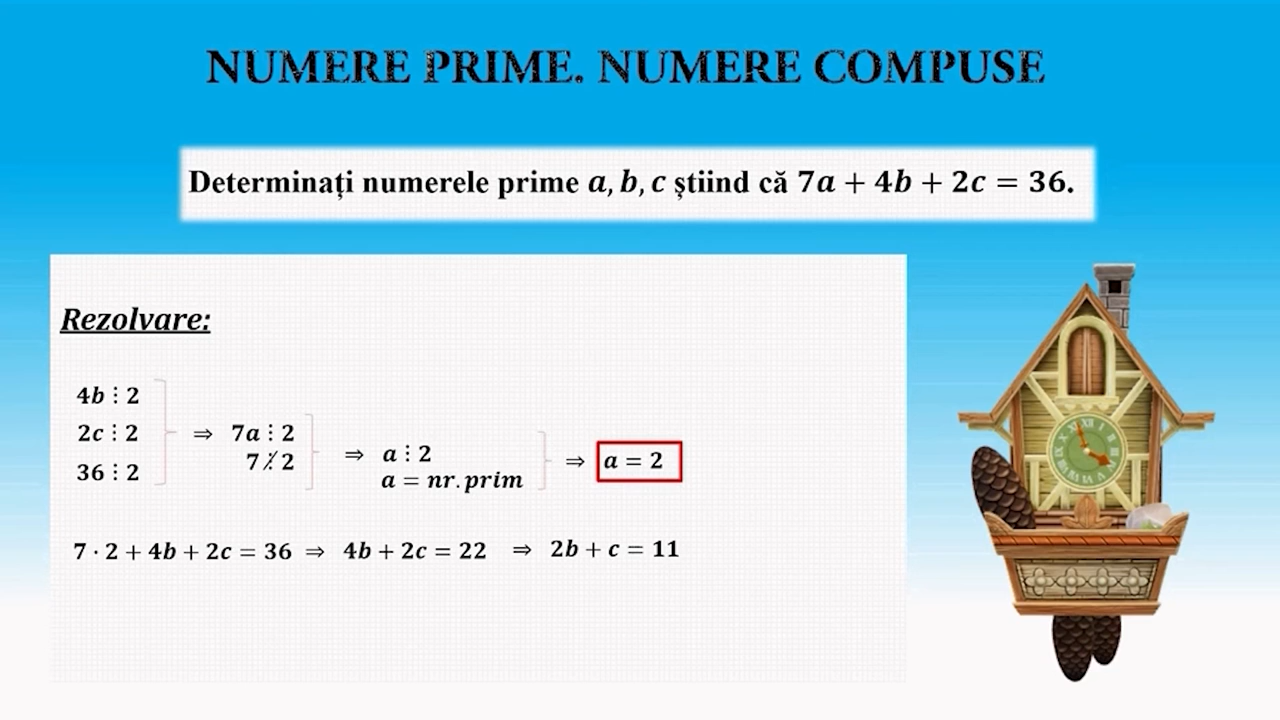 NUMERE PRIME. NUMERE COMPUSE
Determinați numerele prime a, b, c știind că 7a + 4b + 2c = 36.
Rezolvare:
4b ⋮ 2
2c ⋮ 2 ⇒ 7a ⋮ 2
36 ⋮ 2 7 ⋮̸ 2 ⇒ a ⋮ 2
a = nr. prim ⇒ a = 2
7 · 2 + 4b + 2c = 36 ⇒ 4b + 2c = 22 ⇒ 2b + c = 11